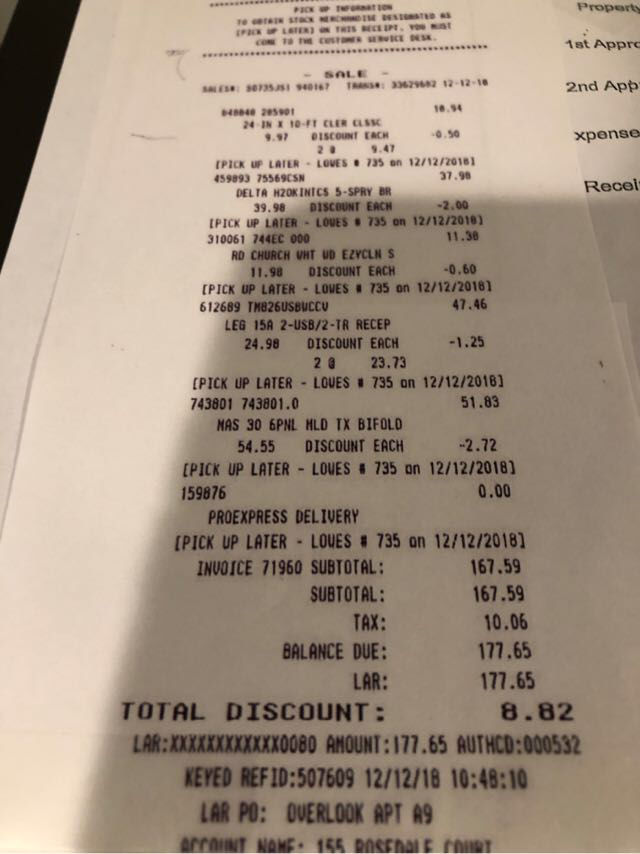 PICK UP INFORMATION
TO OBTAIN STOCK MERCHANDISE DESIGNATED AS
[PICK UP LATER] ON THIS RECEIPT, YOU MUST
COME TO THE CUSTOMER SERVICE DESK.
- SALE -
SALES#: S0735JS1 940167 TRANS#: 33629682 12-12-18
848848 285901 18.94
24-IN X 10-FT CLER CLSSC
9.97 DISCOUNT EACH -0.50
2 @ 9.47
[PICK UP LATER - LOWES # 735 on 12/12/2018]
459893 75569CSN 37.98
DELTA H2OKINTCS 5-SPRY BR
39.98 DISCOUNT EACH -2.00
[PICK UP LATER - LOWES # 735 on 12/12/2018]
310061 744EC 000 11.38
RD CHURCH WHT WD EZYCLN S
11.98 DISCOUNT EACH -0.60
[PICK UP LATER - LOWES # 735 on 12/12/2018]
612689 TM826USBWCCV 47.46
LEG 15A 2-USB/2-TR RECEP
24.98 DISCOUNT EACH -1.25
2 @ 23.73
[PICK UP LATER - LOWES # 735 on 12/12/2018]
743801 743801.0 51.83
MAS 30 6PNL HLD TX BIFOLD
54.55 DISCOUNT EACH -2.72
[PICK UP LATER - LOWES # 735 on 12/12/2018]
159876 0.00
PROEXPRESS DELIVERY
[PICK UP LATER - LOWES # 735 on 12/12/2018]
INVOICE 71960 SUBTOTAL: 167.59
SUBTOTAL: 167.59
TAX: 10.06
BALANCE DUE: 177.65
LAR: 177.65
TOTAL DISCOUNT: 8.82
LAR:XXXXXXXXXXXX0080 AMOUNT:177.65 AUTHCD:000532
KEYED REFID:507609 12/12/18 10:48:10
LAR PO: OVERLOOK APT A9
ACCOUNT NAME: 155 ROSEDALE COURT
Property
1st Appro
2nd App
xpense
Recei